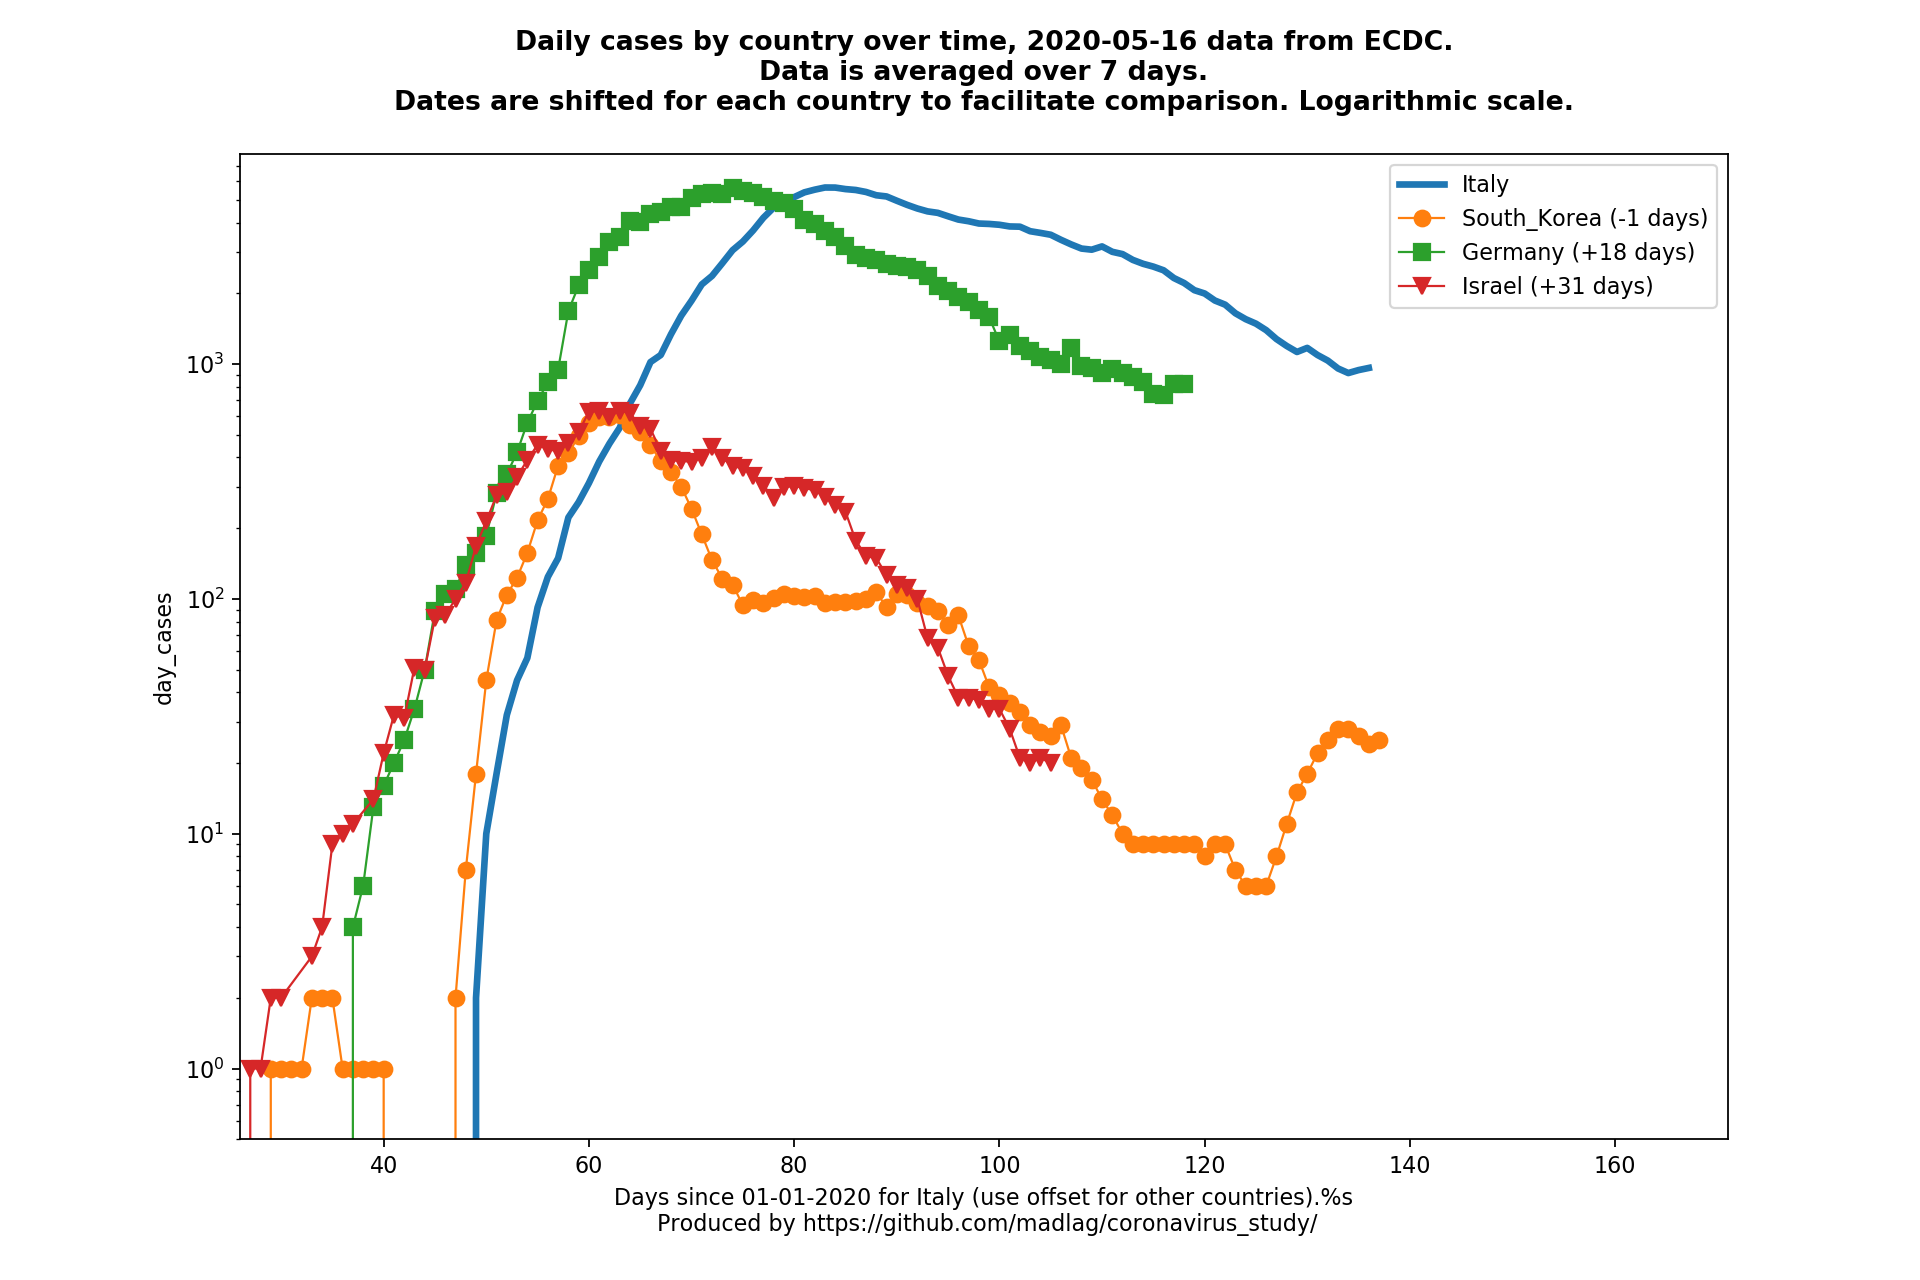 Daily cases by country over time, 2020-05-16 data from ECDC.
Data is averaged over 7 days.
Dates are shifted for each country to facilitate comparison. Logarithmic scale.
Italy
South_Korea (-1 days)
Germany (+18 days)
Israel (+31 days)
day_cases
10³
10²
10¹
10⁰
40 60 80 100 120 140 160
Days since 01-01-2020 for Italy (use offset for other countries).%s
Produced by https://github.com/madlag/coronavirus_study/